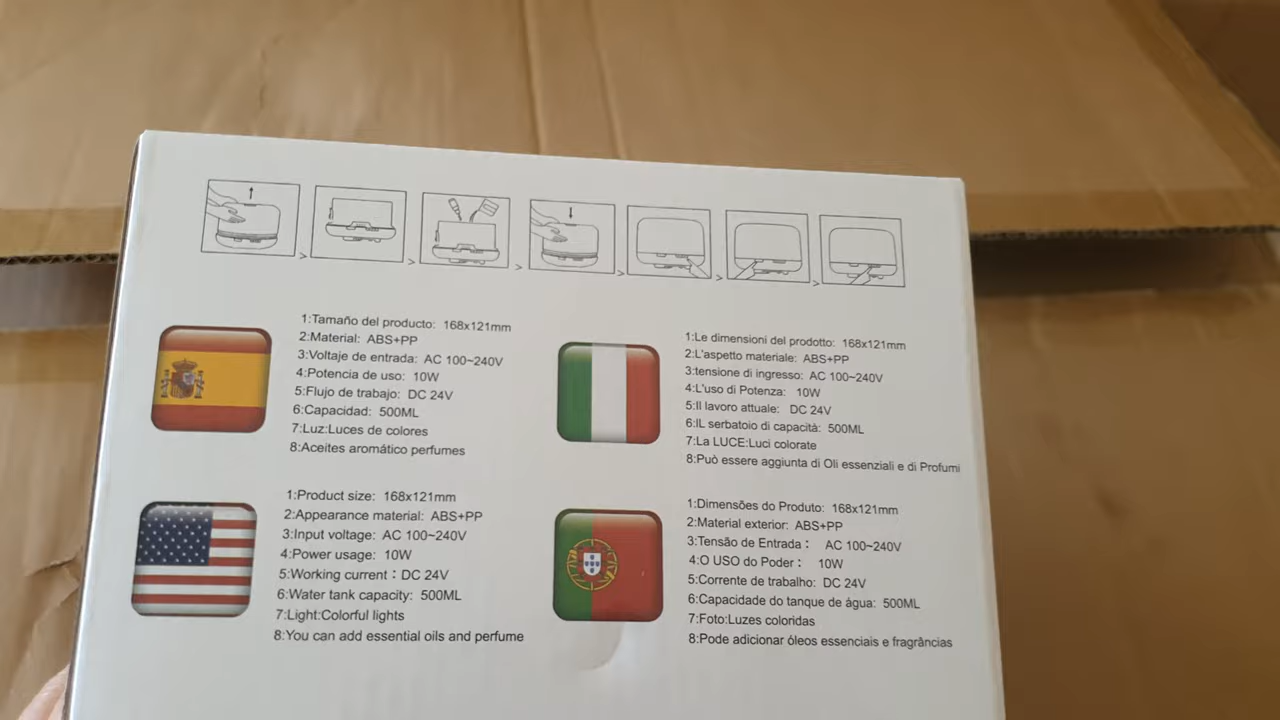 1:Tamaño del producto: 168x121mm
2:Material: ABS+PP
3:Voltaje de entrada: AC 100~240V
4:Potencia de uso: 10W
5:Flujo de trabajo: DC 24V
6:Capacidad: 500ML
7:Luz:Luces de colores
8:Aceites aromático perfumes
1:Le dimensioni del prodotto: 168x121mm
2:L'aspetto materiale: ABS+PP
3:tensione di ingresso: AC 100~240V
4:L'uso di Potenza: 10W
5:Il lavoro attuale: DC 24V
6:IL serbatoio di capacità: 500ML
7:La LUCE:Luci colorate
8:Può essere aggiunta di Oli essenziali e di Profumi
1:Product size: 168x121mm
2:Appearance material: ABS+PP
3:Input voltage: AC 100~240V
4:Power usage: 10W
5:Working current：DC 24V
6:Water tank capacity: 500ML
7:Light:Colorful lights
8:You can add essential oils and perfume
1:Dimensões do Produto: 168x121mm
2:Material exterior: ABS+PP
3:Tensão de Entrada： AC 100~240V
4:O USO do Poder： 10W
5:Corrente de trabalho: DC 24V
6:Capacidade do tanque de água: 500ML
7:Foto:Luzes coloridas
8:Pode adicionar óleos essenciais e fragrâncias